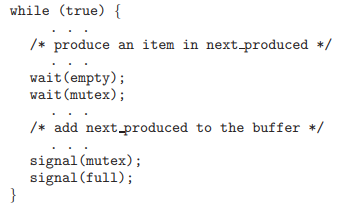 while (true) {
. . .
/* produce an item in next_produced */
. . .
wait(empty);
wait(mutex);
. . .
/* add next_produced to the buffer */
. . .
signal(mutex);
signal(full);
}